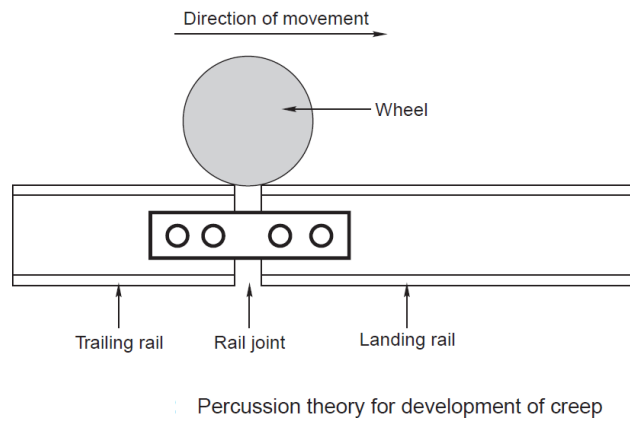 Direction of movement
Wheel
Trailing rail
Rail joint
Landing rail
: Percussion theory for development of creep